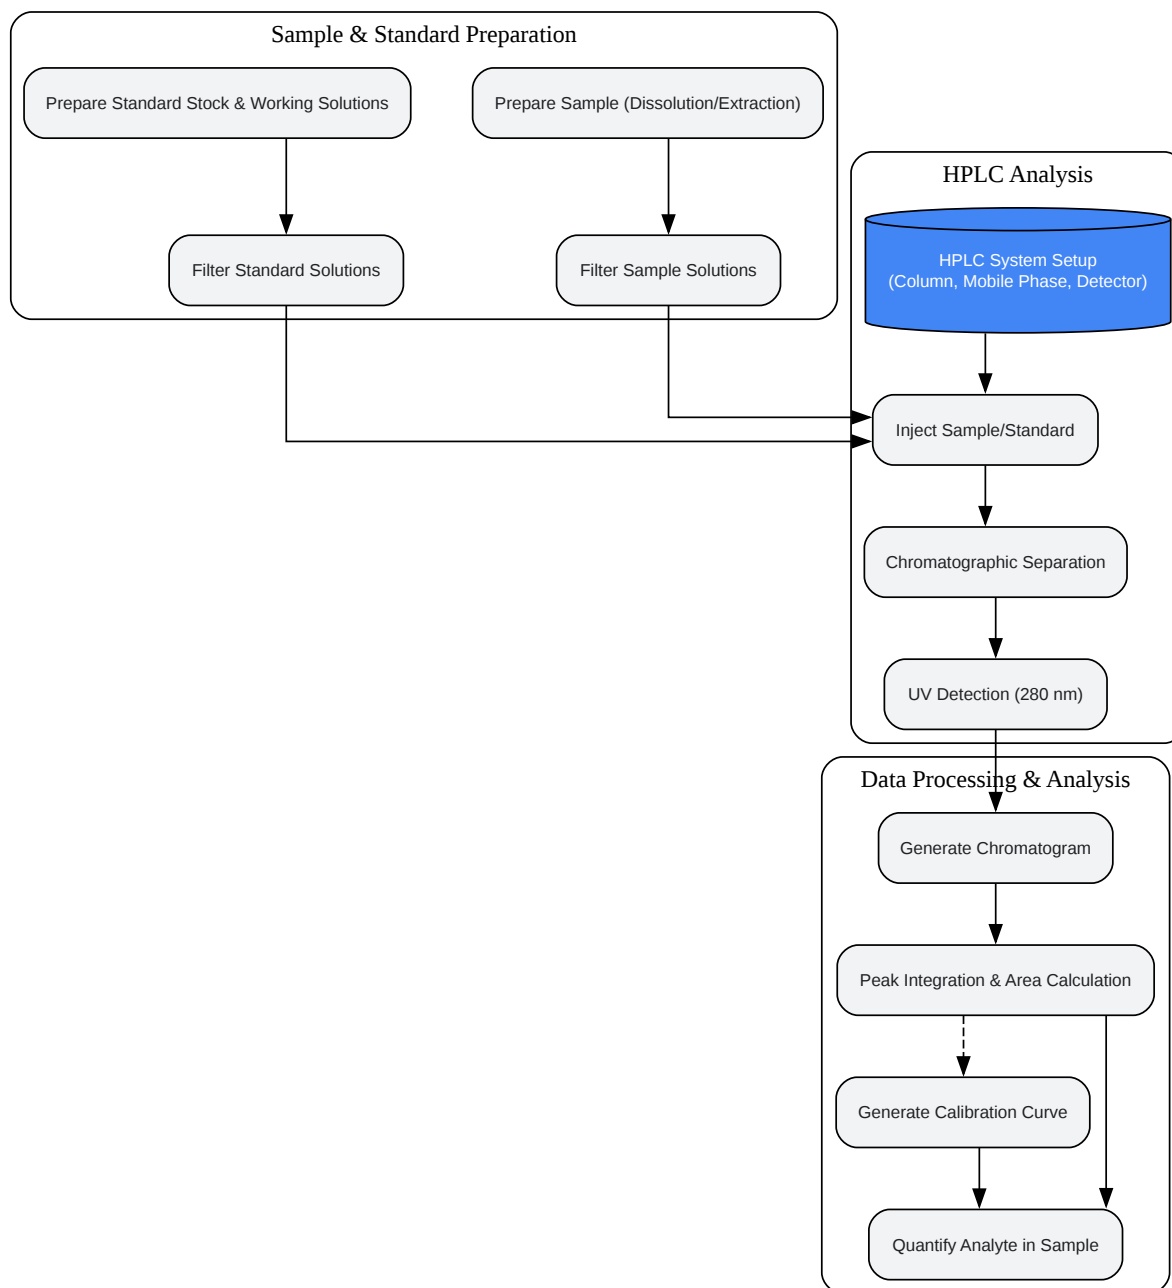 Sample & Standard Preparation
Prepare Standard Stock & Working Solutions
Prepare Sample (Dissolution/Extraction)
Filter Standard Solutions
Filter Sample Solutions
HPLC Analysis
HPLC System Setup
(Column, Mobile Phase, Detector)
Inject Sample/Standard
Chromatographic Separation
UV Detection (280 nm)
Data Processing & Analysis
Generate Chromatogram
Peak Integration & Area Calculation
Generate Calibration Curve
Quantify Analyte in Sample